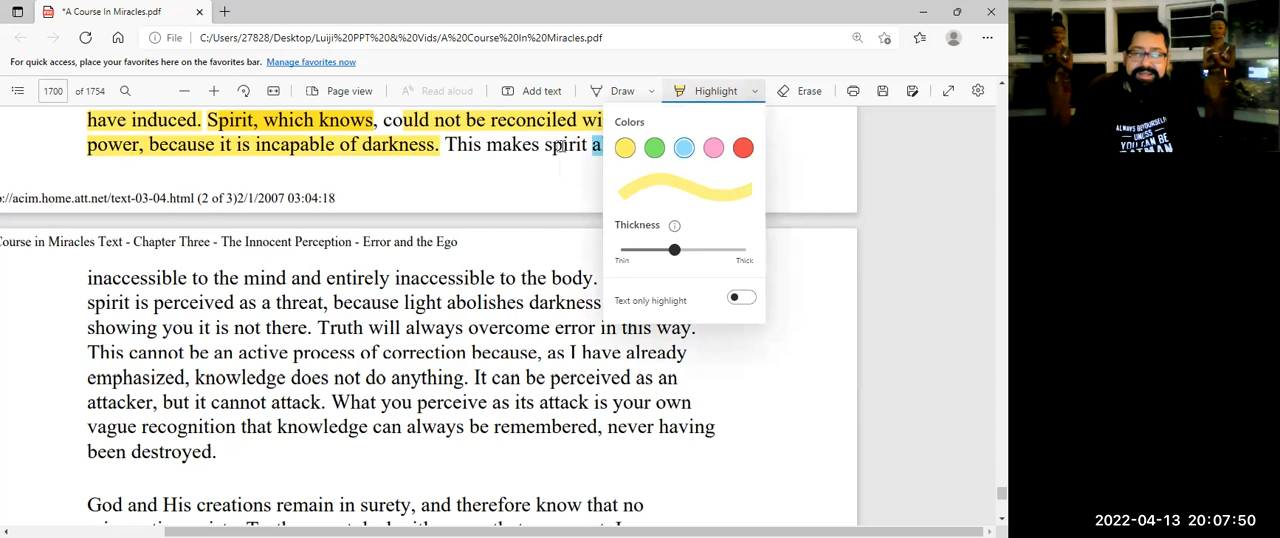 *A Course In Miracles.pdf
File C:/Users/27828/Desktop/Luiji%20PPT%20&%20Vids/A%20Course%20In%20Miracles.pdf
For quick access, place your favorites here on the favorites bar. Manage favorites now
1700 of 1754 Page view Read aloud Add text Draw Highlight Erase
have induced. Spirit, which knows, could not be reconciled
power, because it is incapable of darkness. This makes spirit
Colors
Thickness
Thin Thick
Text only highlight
p://acim.home.att.net/text-03-04.html (2 of 3)2/1/2007 03:04:18
Course in Miracles Text - Chapter Three - The Innocent Perception - Error and the Ego
inaccessible to the mind and entirely inaccessible to the body.
spirit is perceived as a threat, because light abolishes darkness
showing you it is not there. Truth will always overcome error in this way.
This cannot be an active process of correction because, as I have already
emphasized, knowledge does not do anything. It can be perceived as an
attacker, but it cannot attack. What you perceive as its attack is your own
vague recognition that knowledge can always be remembered, never having
been destroyed.
God and His creations remain in surety, and therefore know that no
ALWAYS BE YOURSELF
UNLESS
YOU CAN BE
BATMAN
2022-04-13 20:07:50